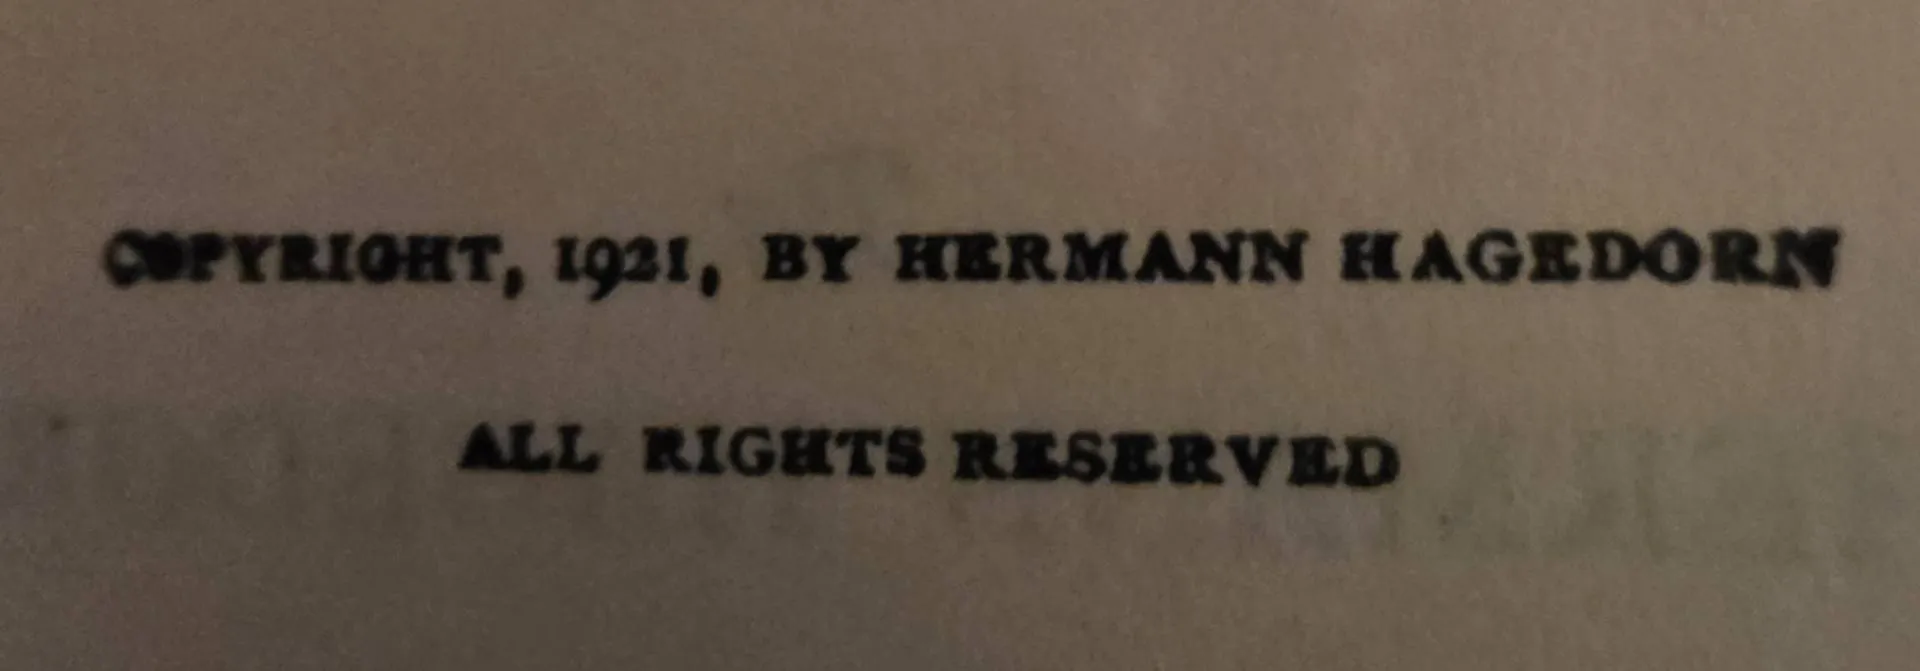 COPYRIGHT, 1921, BY HERMANN HAGEDORN
ALL RIGHTS RESERVED